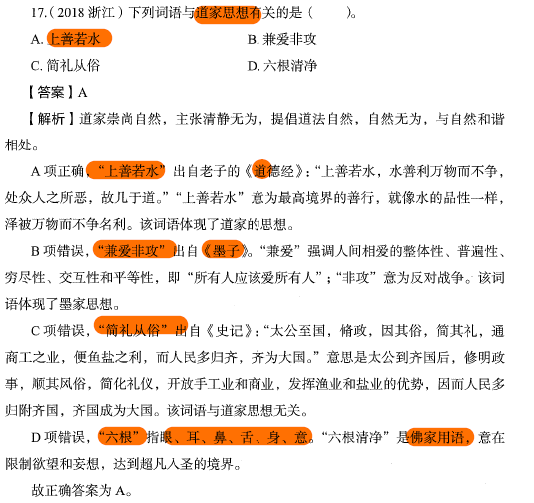 17.（2018 浙江）下列词语与道家思想有关的是（　　）。
A. 上善若水　　B. 兼爱非攻
C. 简礼从俗　　D. 六根清净
【答案】A
【解析】道家崇尚自然，主张清静无为，提倡道法自然，自然无为，与自然和谐
相处。
A 项正确，“上善若水”出自老子的《道德经》：“上善若水，水善利万物而不争，
处众人之所恶，故几于道。”“上善若水”意为最高境界的善行，就像水的品性一样，
泽被万物而不争名利。该词语体现了道家的思想。
B 项错误，“兼爱非攻”出自《墨子》。“兼爱”强调人间相爱的整体性、普遍性、
穷尽性、交互性和平等性，即“所有人应该爱所有人”；“非攻”意为反对战争。该词
语体现了墨家思想。
C 项错误，“简礼从俗”出自《史记》：“太公至国，脩政，因其俗，简其礼，通
商工之业，便鱼盐之利，而人民多归齐，齐为大国。”意思是太公到齐国后，修明政
事，顺其风俗，简化礼仪，开放手工业和商业，发挥渔业和盐业的优势，因而人民多
归附齐国，齐国成为大国。该词语与道家思想无关。
D 项错误，“六根”指眼、耳、鼻、舌、身、意。“六根清净”是佛家用语，意在
限制欲望和妄想，达到超凡入圣的境界。
故正确答案为 A。